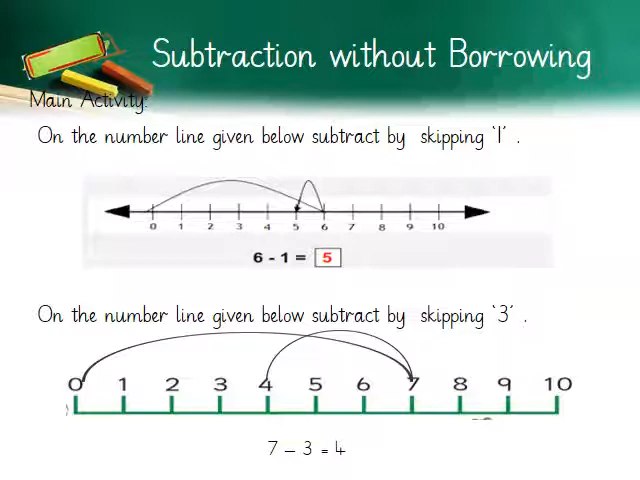 Subtraction without Borrowing
Main Activity:
On the number line given below subtract by skipping ‘1’ .
0 1 2 3 4 5 6 7 8 9 10
6 - 1 = 5
On the number line given below subtract by skipping ‘3’ .
0 1 2 3 4 5 6 7 8 9 10
7 – 3 = 4